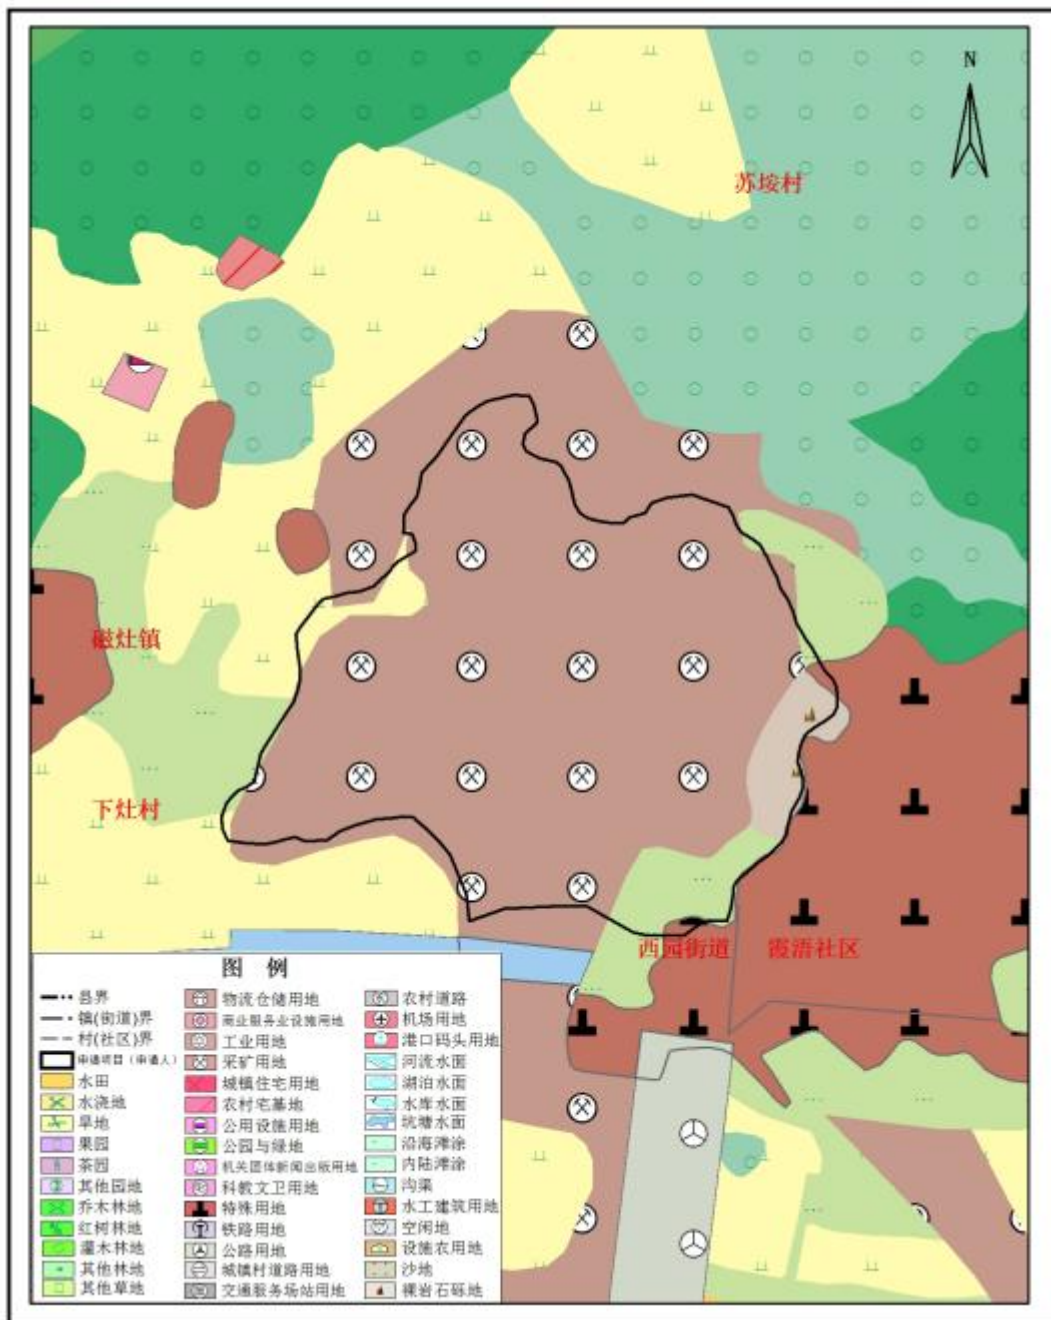 N
苏垵村
磁灶镇
下灶村
西园街道
霞浯社区
图 例
县界
镇(街道)界
村(社区)界
申请项目(申请人)
水田
水浇地
旱地
果园
茶园
其他园地
乔木林地
红树林地
灌木林地
其他林地
其他草地
物流仓储用地
商业服务业设施用地
工业用地
采矿用地
城镇住宅用地
农村宅基地
公用设施用地
公园与绿地
机关团体新闻出版用地
科教文卫用地
特殊用地
铁路用地
公路用地
城镇村道路用地
交通服务场站用地
农村道路
机场用地
港口码头用地
河流水面
湖泊水面
水库水面
坑塘水面
沿海滩涂
内陆滩涂
沟渠
水工建筑用地
空闲地
设施农用地
沙地
裸岩石砾地